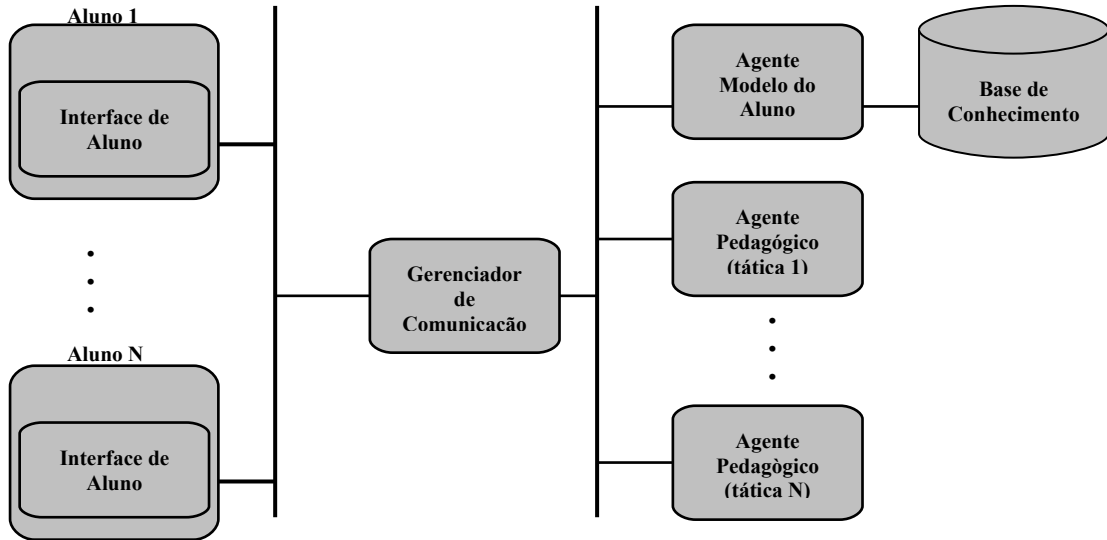 Aluno 1
Interface de
Aluno
Aluno N
Interface de
Aluno
Gerenciador
de
Comunicacão
Agente
Modelo do
Aluno
Base de
Conhecimento
Agente
Pedagógico
(tática 1)
Agente
Pedagògico
(tática N)